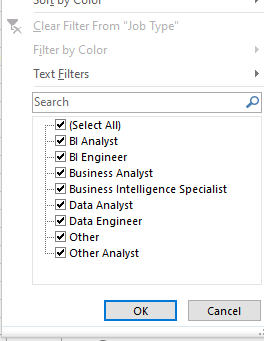 Sort by Color
Clear Filter From "Job Type"
Filter by Color
Text Filters
Search
(Select All)
BI Analyst
BI Engineer
Business Analyst
Business Intelligence Specialist
Data Analyst
Data Engineer
Other
Other Analyst
OK
Cancel